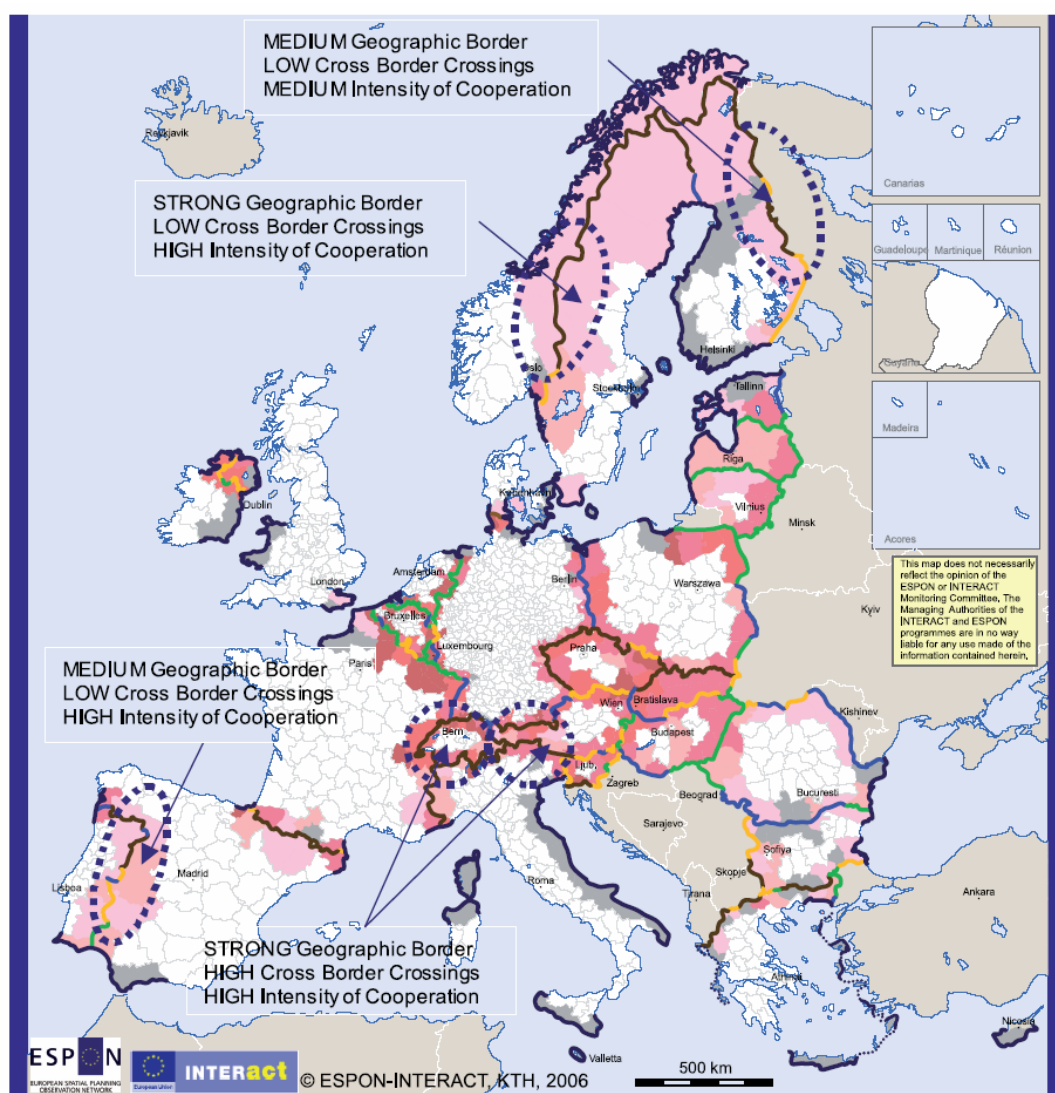 MEDIUM Geographic Border
LOW Cross Border Crossings
MEDIUM Intensity of Cooperation
Reykjavik
Canarias
STRONG Geographic Border
LOW Cross Border Crossings
HIGH Intensity of Cooperation
Guadeloupe
Martinique
Réunion
Helsinki
Guyane
Oslo
Stockholm
Tallinn
Madeira
Riga
Dublin
København
Vilnius
Minsk
Acores
Amsterdam
Berlin
Warszawa
London
This map does not necessarily
reflect the opinion of the
ESPON or INTERACT
Monitoring Committee. The
Managing Authorities of the
INTERACT and ESPON
programmes are in no way
liable for any use made of the
information contained herein.
Bruxelles
Kyiv
Luxembourg
Praha
Paris
MEDIUM Geographic Border
LOW Cross Border Crossings
HIGH Intensity of Cooperation
Wien
Bratislava
Kishinev
Bern
Budapest
Ljub.
Zagreb
Beograd
Bucuresti
Sarajevo
Sofiya
Skopje
Madrid
Lisboa
Roma
Tirana
Ankara
STRONG Geographic Border
HIGH Cross Border Crossings
HIGH Intensity of Cooperation
Athinai
Nicosia
Valletta
ESPON
EUROPEAN SPATIAL PLANNING
OBSERVATION NETWORK
European Union
INTERact
© ESPON-INTERACT, KTH, 2006
500 km